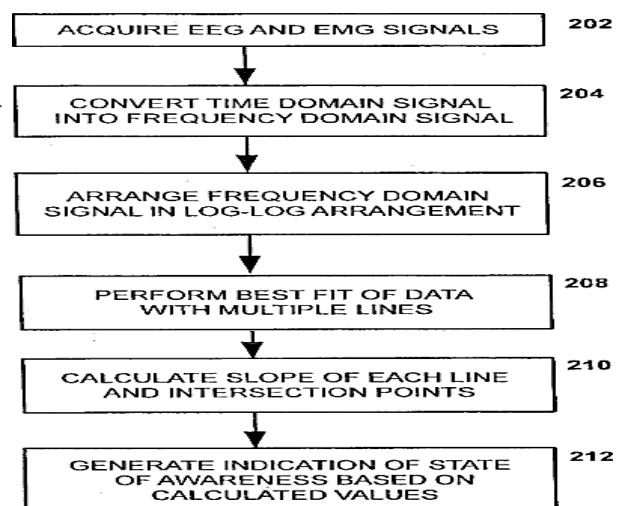 ACQUIRE EEG AND EMG SIGNALS
202
CONVERT TIME DOMAIN SIGNAL
INTO FREQUENCY DOMAIN SIGNAL
204
ARRANGE FREQUENCY DOMAIN
SIGNAL IN LOG-LOG ARRANGEMENT
206
PERFORM BEST FIT OF DATA
WITH MULTIPLE LINES
208
CALCULATE SLOPE OF EACH LINE
AND INTERSECTION POINTS
210
GENERATE INDICATION OF STATE
OF AWARENESS BASED ON
CALCULATED VALUES
212